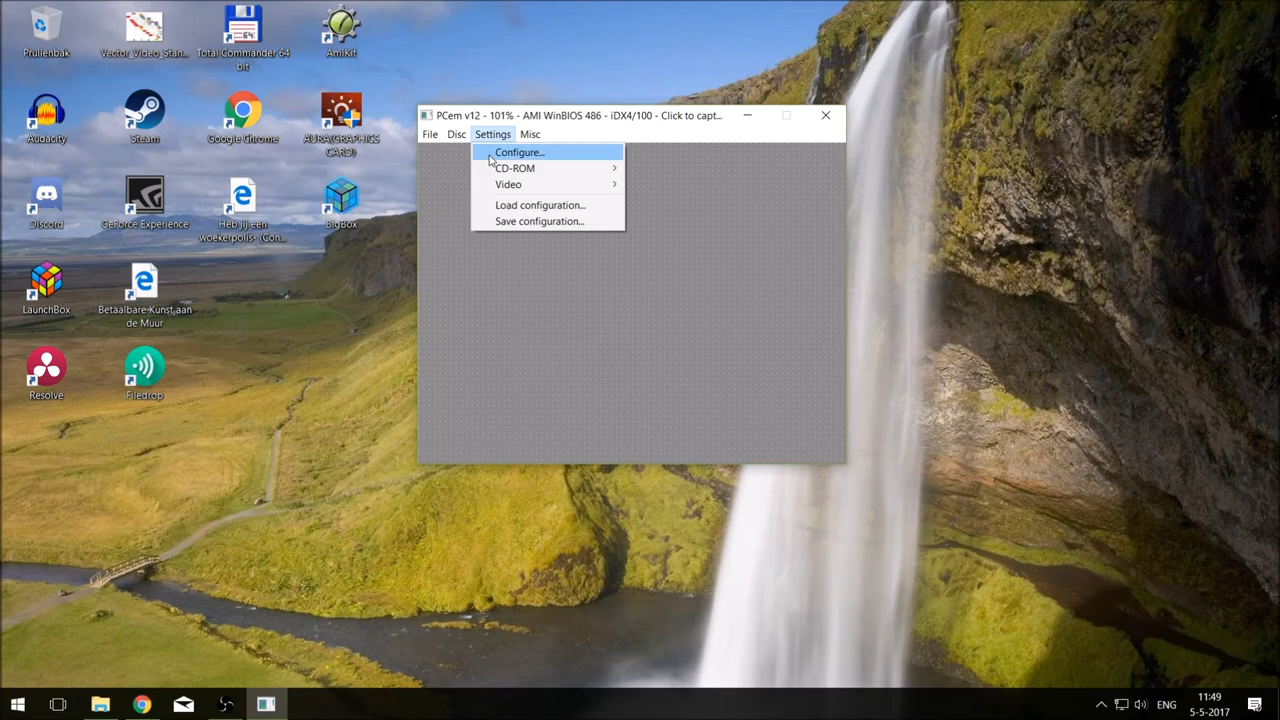 Prullenbak
Vector_Video_Stan...
Total Commander 64
bit
AmiKit
Audacity
Steam
Google Chrome
AURA(GRAPHICS
CARD)
Discord
GeForce Experience
Heb jij een
woekerpolis- (Con...
BigBox
LaunchBox
Betaalbare Kunst aan
de Muur
Resolve
Filedrop
PCem v12 - 101% - AMI WinBIOS 486 - iDX4/100 - Click to capt...
File Disc Settings Misc
Configure...
CD-ROM
Video
Load configuration...
Save configuration...
ENG
11:49
5-5-2017